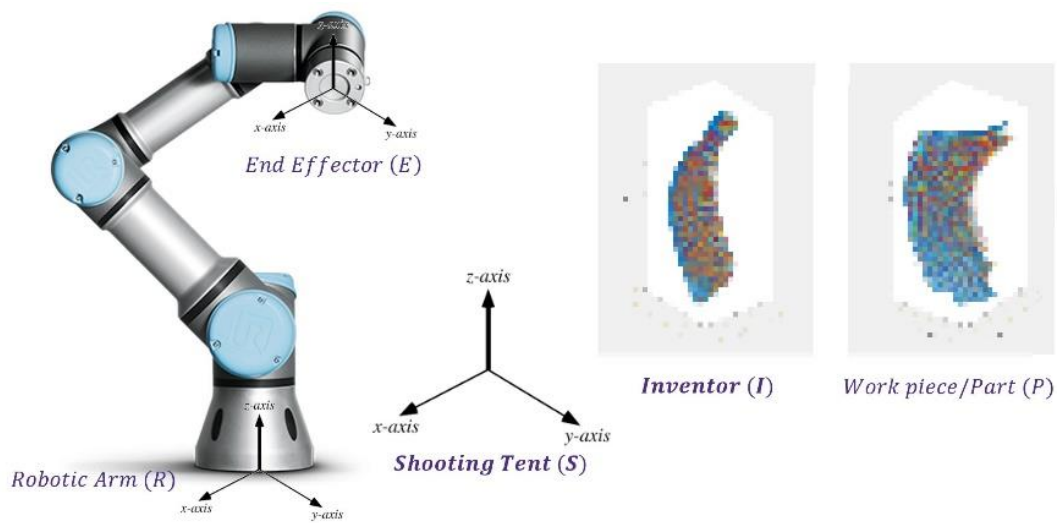 z-axis
x-axis
y-axis
End Effector (E)
z-axis
x-axis
y-axis
Shooting Tent (S)
z-axis
x-axis
y-axis
Robotic Arm (R)
Inventor (I)
Work piece/Part (P)